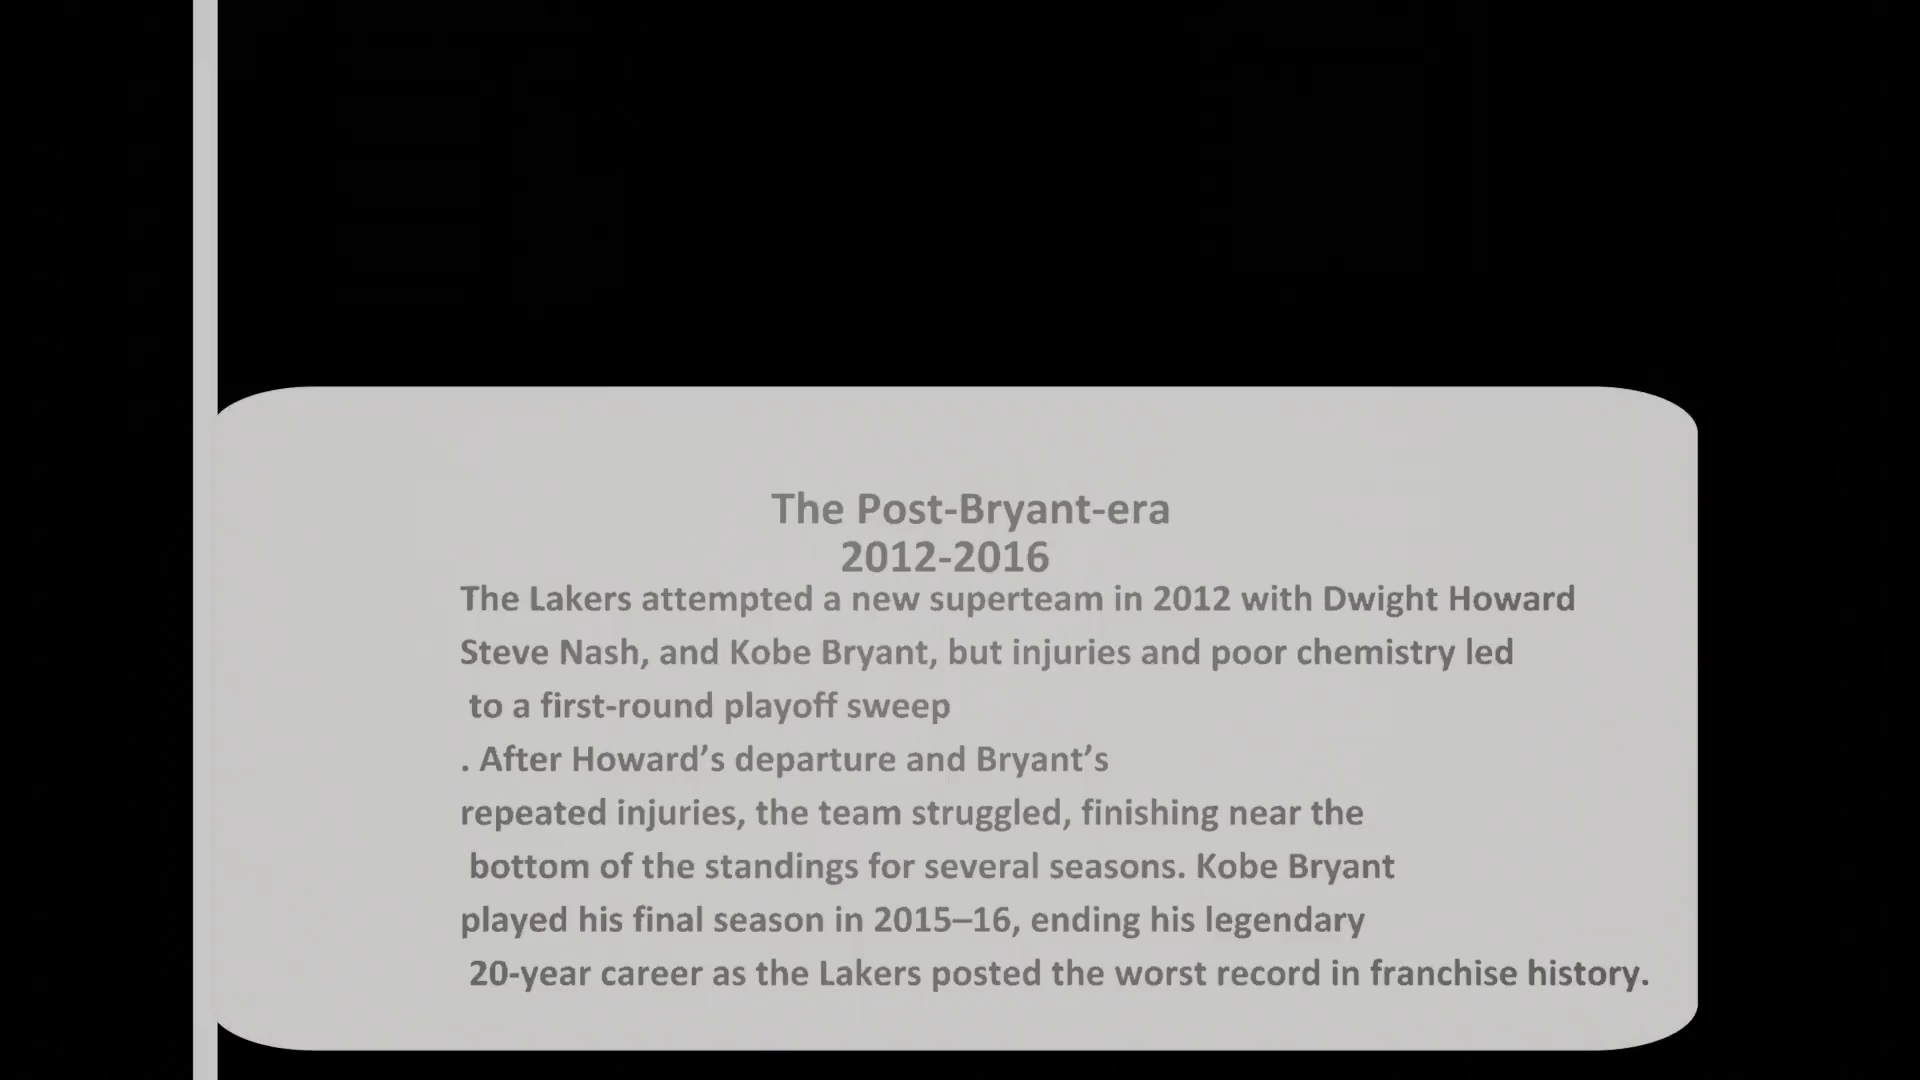 The Post-Bryant-era
2012-2016
The Lakers attempted a new superteam in 2012 with Dwight Howard
Steve Nash, and Kobe Bryant, but injuries and poor chemistry led
to a first-round playoff sweep
. After Howard’s departure and Bryant’s
repeated injuries, the team struggled, finishing near the
bottom of the standings for several seasons. Kobe Bryant
played his final season in 2015–16, ending his legendary
20-year career as the Lakers posted the worst record in franchise history.